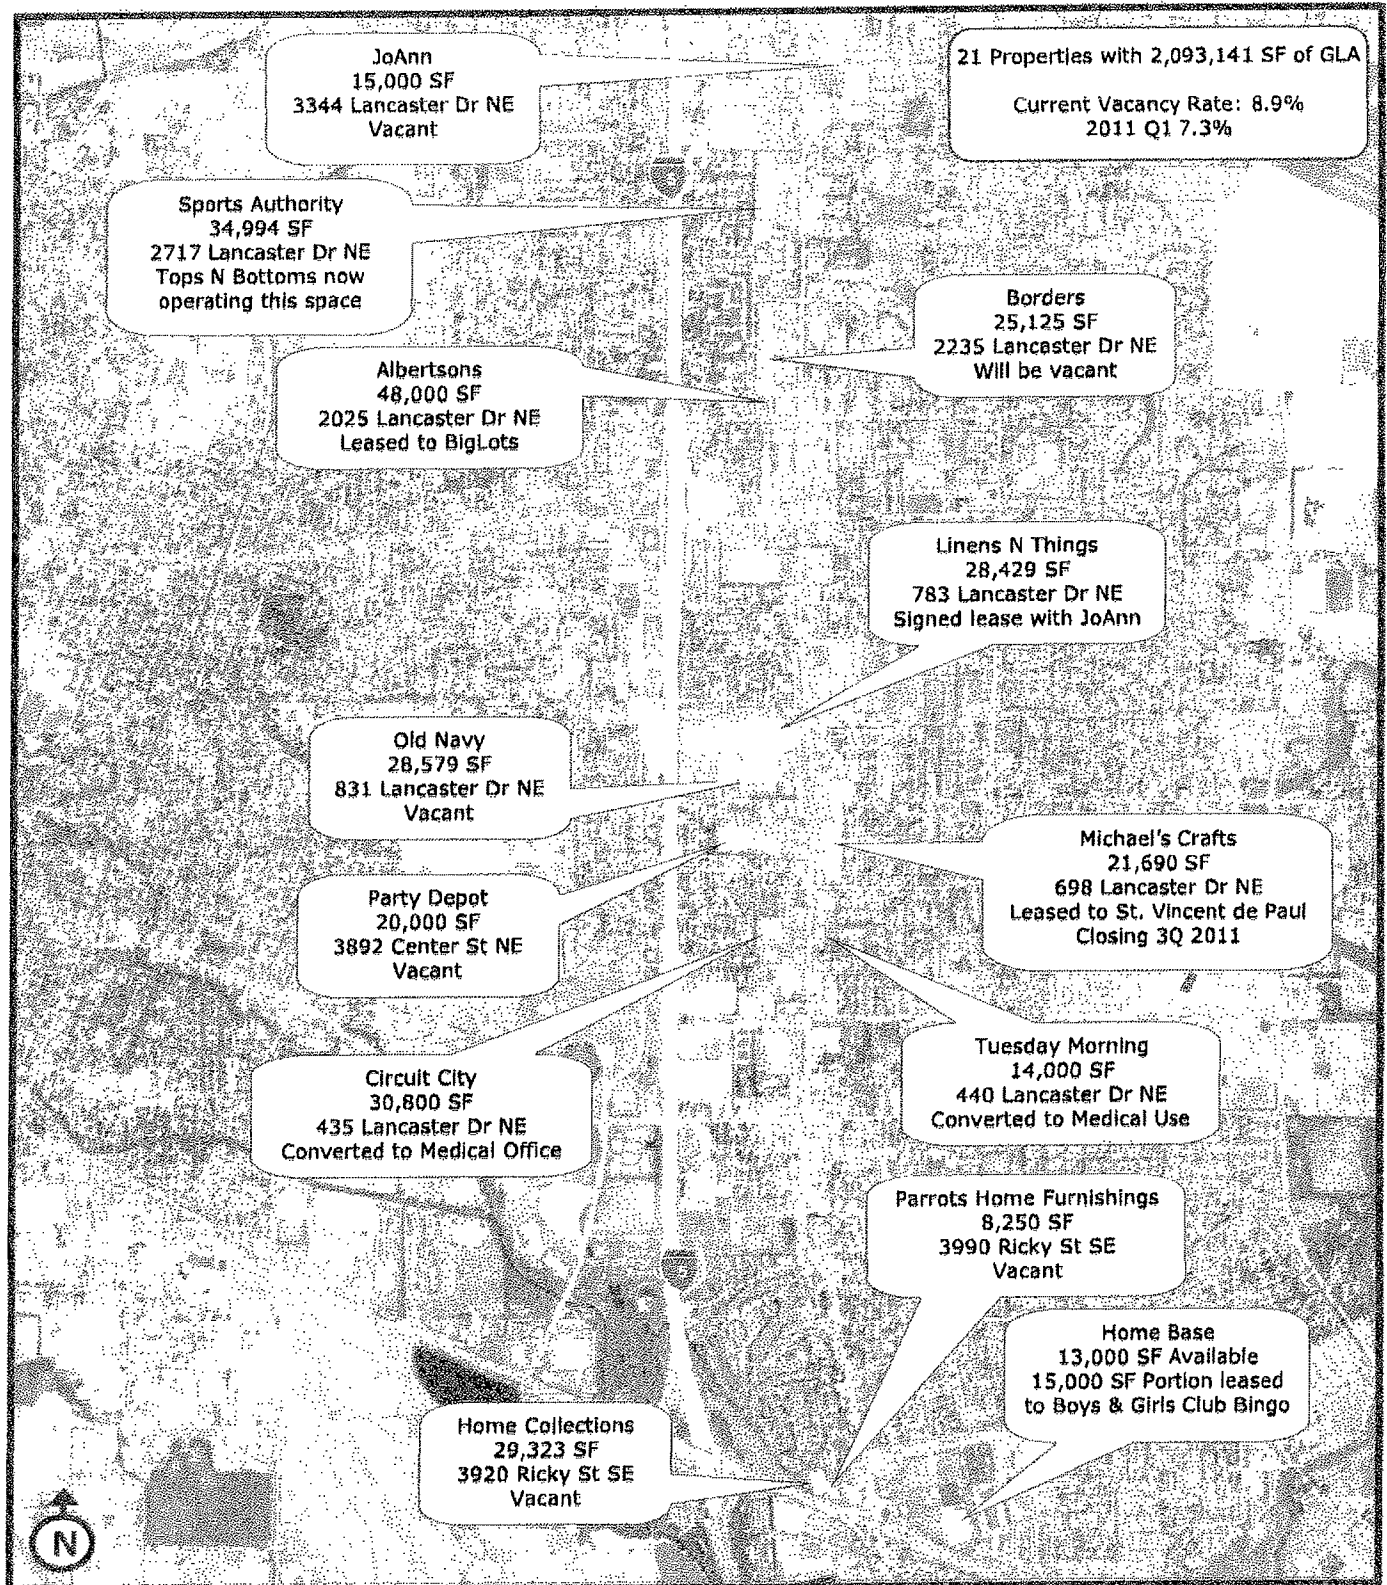 JoAnn
15,000 SF
3344 Lancaster Dr NE
Vacant
21 Properties with 2,093,141 SF of GLA
Current Vacancy Rate: 8.9%
2011 Q1 7.3%
Sports Authority
34,994 SF
2717 Lancaster Dr NE
Tops N Bottoms now
operating this space
Borders
25,125 SF
2235 Lancaster Dr NE
Will be vacant
Albertsons
48,000 SF
2025 Lancaster Dr NE
Leased to BigLots
Linens N Things
28,429 SF
783 Lancaster Dr NE
Signed lease with JoAnn
Old Navy
28,579 SF
831 Lancaster Dr NE
Vacant
Michael's Crafts
21,690 SF
698 Lancaster Dr NE
Leased to St. Vincent de Paul
Closing 3Q 2011
Party Depot
20,000 SF
3892 Center St NE
Vacant
Tuesday Morning
14,000 SF
440 Lancaster Dr NE
Converted to Medical Use
Circuit City
30,800 SF
435 Lancaster Dr NE
Converted to Medical Office
Parrots Home Furnishings
8,250 SF
3990 Ricky St SE
Vacant
Home Base
13,000 SF Available
15,000 SF Portion leased
to Boys & Girls Club Bingo
Home Collections
29,323 SF
3920 Ricky St SE
Vacant
N